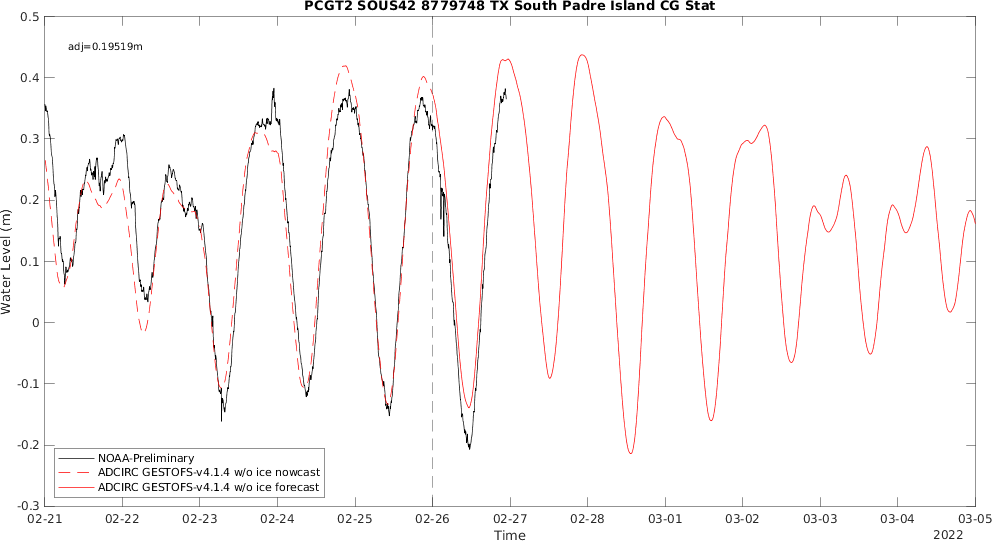 PCGT2 SOUS42 8779748 TX South Padre Island CG Stat
adj=0.19519m
Water Level (m)
0.5
0.4
0.3
0.2
0.1
0
-0.1
-0.2
-0.3
NOAA-Preliminary
ADCIRC GESTOFS-v4.1.4 w/o ice nowcast
ADCIRC GESTOFS-v4.1.4 w/o ice forecast
02-21 02-22 02-23 02-24 02-25 02-26 02-27 02-28 03-01 03-02 03-03 03-04 03-05
Time
2022